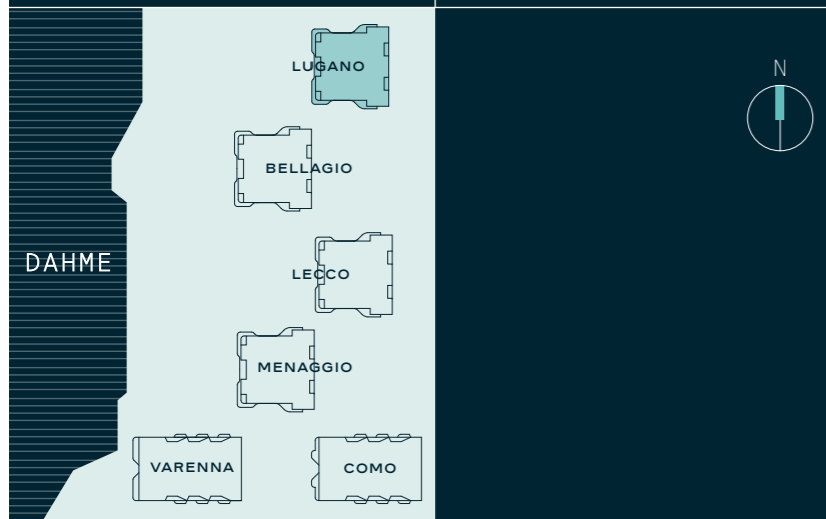 LUGANO
N
BELLAGIO
DAHME
LECCO
MENAGGIO
VARENNA
COMO